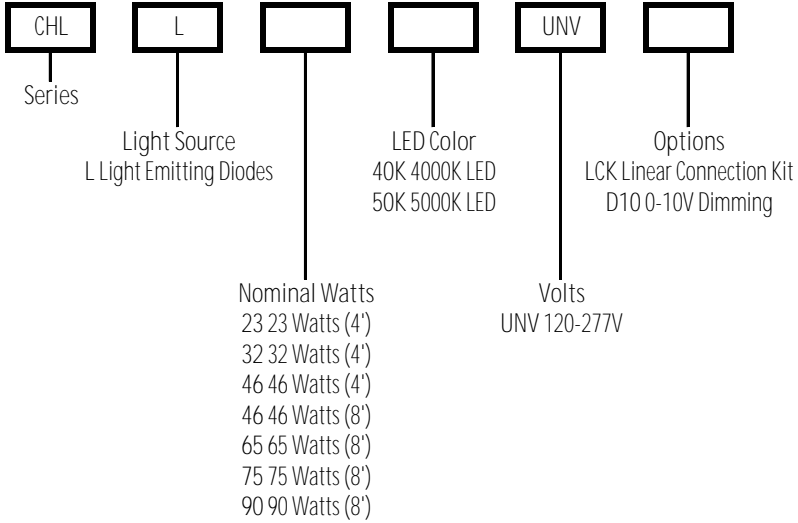 CHL L UNV
Series
Light Source
L Light Emitting Diodes
LED Color
40K 4000K LED
50K 5000K LED
Options
LCK Linear Connection Kit
D10 0-10V Dimming
Nominal Watts
23 23 Watts (4')
32 32 Watts (4')
46 46 Watts (4')
46 46 Watts (8')
65 65 Watts (8')
75 75 Watts (8')
90 90 Watts (8')
Volts
UNV 120-277V